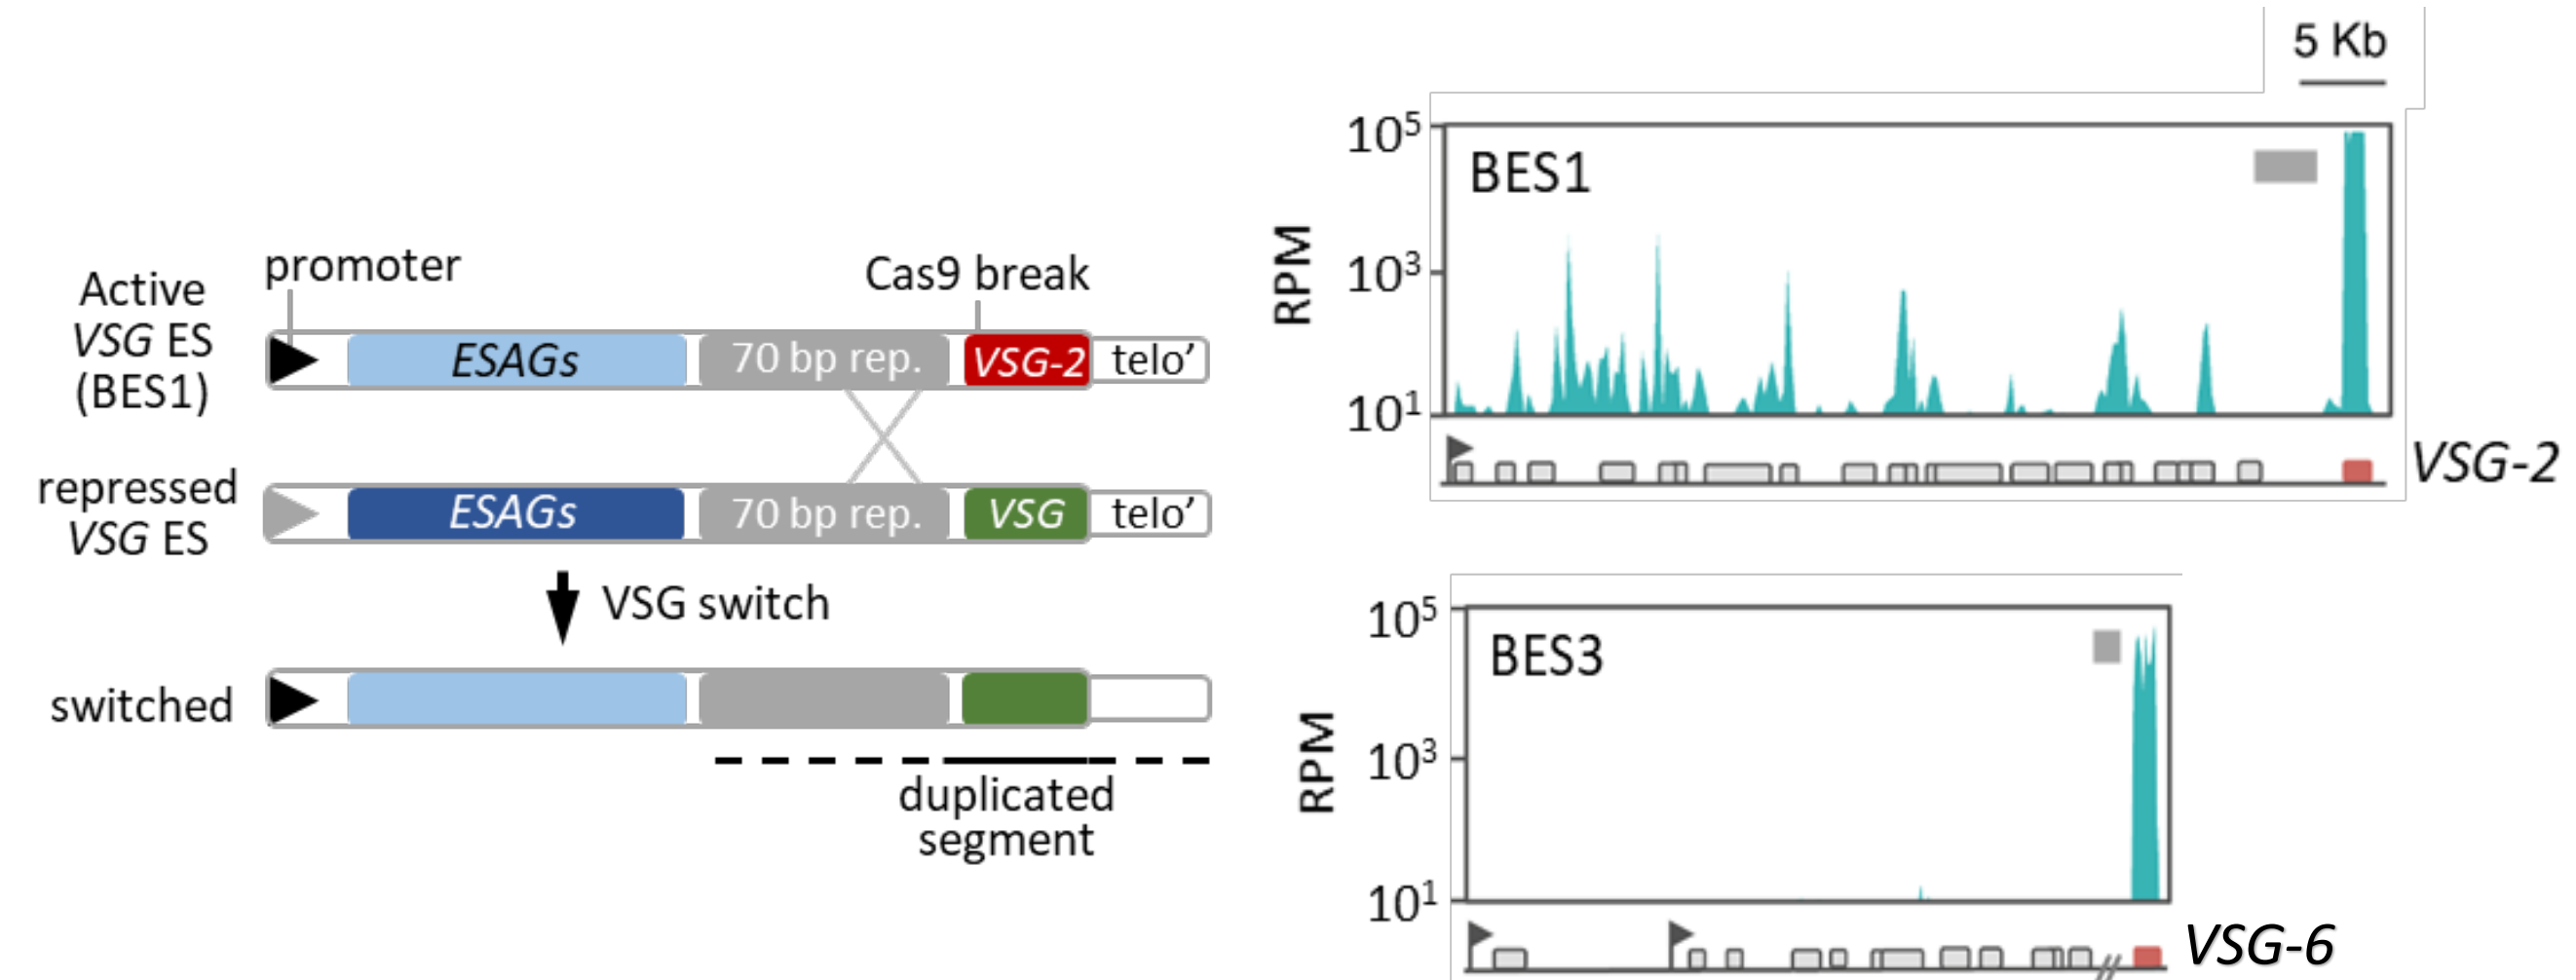 promoter
Cas9 break
Active
VSG ES
(BES1)
ESAGs
70 bp rep.
VSG-2
telo’
repressed
VSG ES
ESAGs
70 bp rep.
VSG
telo’
VSG switch
switched
duplicated
segment
5 Kb
RPM
10⁵
10³
10¹
BES1
VSG-2
RPM
10⁵
10³
10¹
BES3
VSG-6